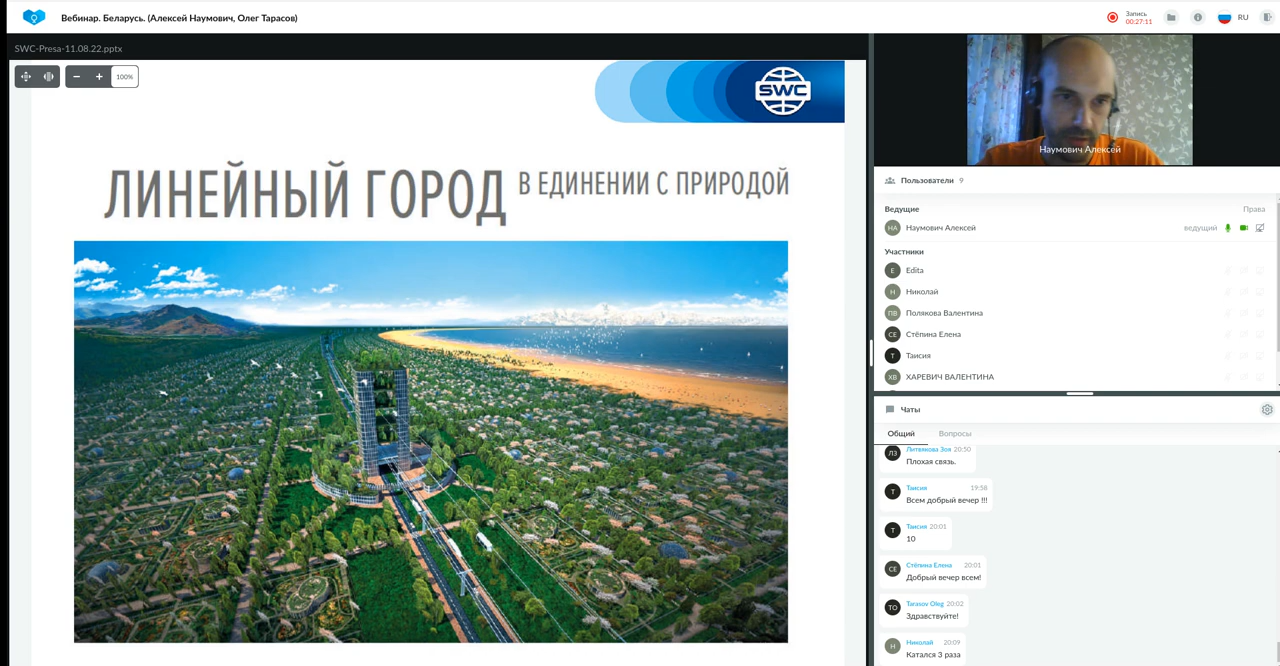 Вебинар. Беларусь. (Алексей Наумович, Олег Тарасов)
Запись
00:27:11
RU
SWC-Presa-11.08.22.pptx
100%
SWC
ЛИНЕЙНЫЙ ГОРОД В ЕДИНЕНИИ С ПРИРОДОЙ
Наумович Алексей
Пользователи 9
Ведущие Права
НА Наумович Алексей ведущий
Участники
E Edita
Н Николай
ПВ Полякова Валентина
СЕ Стёпина Елена
Т Таисия
ХВ ХАРЕВИЧ ВАЛЕНТИНА
Чаты
Общий Вопросы
ЛЗ Литвякова Зоя 20:50
Плохая связь.
Т Таисия 19:58
Всем добрый вечер !!!
Т Таисия 20:01
10
СЕ Стёпина Елена 20:01
Добрый вечер всем!
TO Tarasov Oleg 20:02
Здравствуйте!
Н Николай 20:09
Катался 3 раза